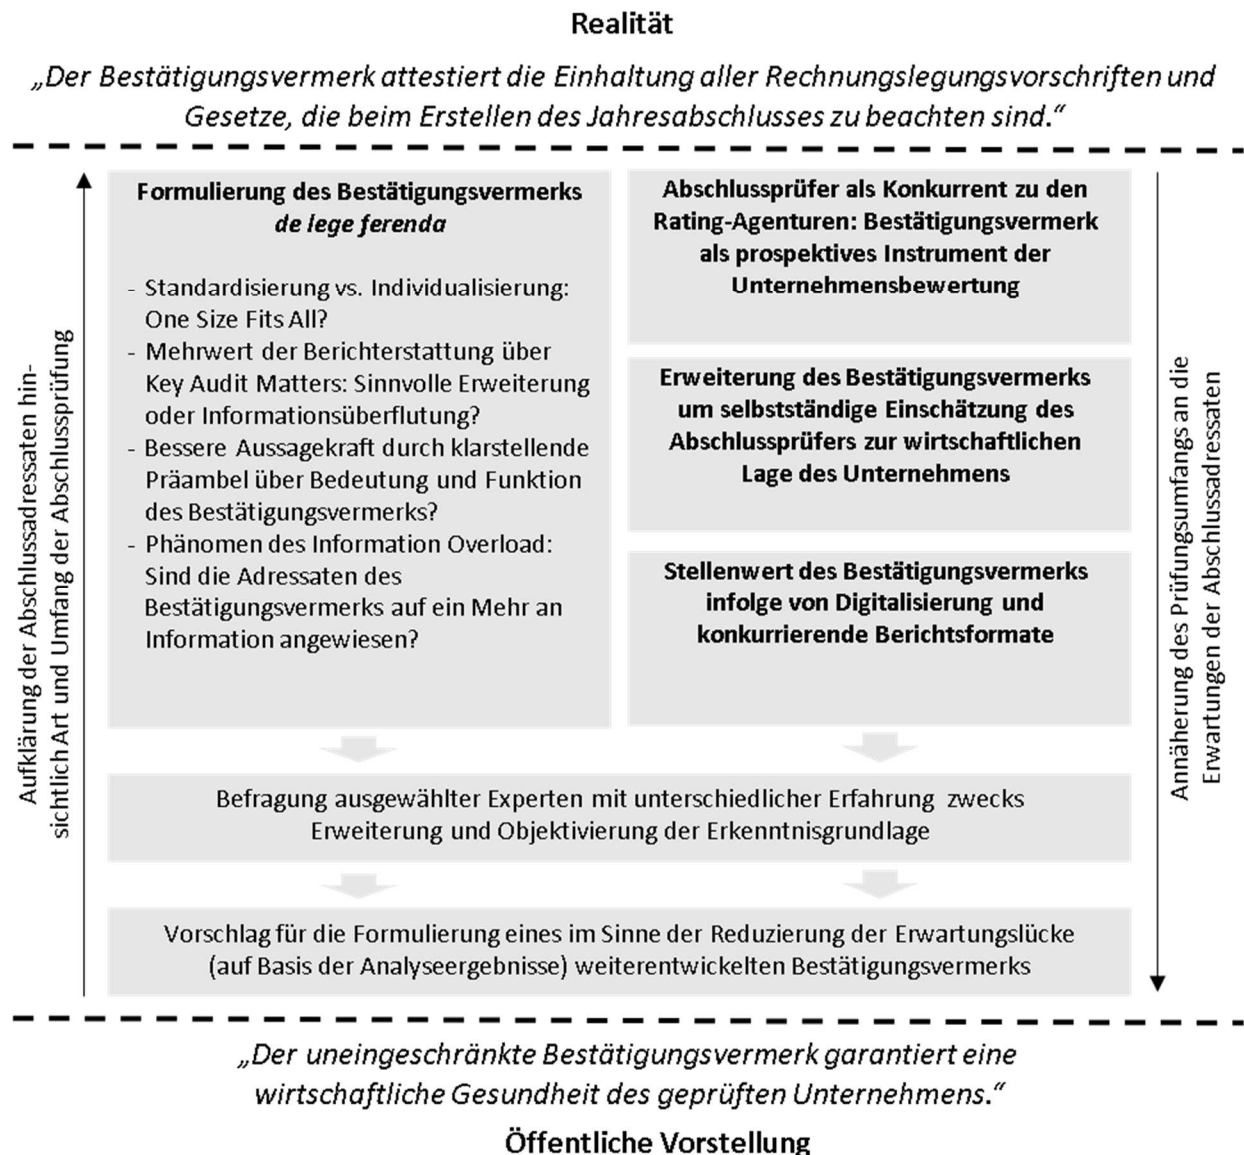 Realität
„Der Bestätigungsvermerk attestiert die Einhaltung aller Rechnungslegungsvorschriften und
Gesetze, die beim Erstellen des Jahresabschlusses zu beachten sind.“
Aufklärung der Abschlussadressaten hin-
sichtlich Art und Umfang der Abschlussprüfung
Formulierung des Bestätigungsvermerks
de lege ferenda
- Standardisierung vs. Individualisierung:
One Size Fits All?
- Mehrwert der Berichterstattung über
Key Audit Matters: Sinnvolle Erweiterung
oder Informationsüberflutung?
- Bessere Aussagekraft durch klarstellende
Präambel über Bedeutung und Funktion
des Bestätigungsvermerks?
- Phänomen des Information Overload:
Sind die Adressaten des
Bestätigungsvermerks auf ein Mehr an
Information angewiesen?
Abschlussprüfer als Konkurrent zu den
Rating-Agenturen: Bestätigungsvermerk
als prospektives Instrument der
Unternehmensbewertung
Erweiterung des Bestätigungsvermerks
um selbstständige Einschätzung des
Abschlussprüfers zur wirtschaftlichen
Lage des Unternehmens
Stellenwert des Bestätigungsvermerks
infolge von Digitalisierung und
konkurrierende Berichtsformate
Annäherung des Prüfungsumfangs an die
Erwartungen der Abschlussadressaten
Befragung ausgewählter Experten mit unterschiedlicher Erfahrung zwecks
Erweiterung und Objektivierung der Erkenntnisgrundlage
Vorschlag für die Formulierung eines im Sinne der Reduzierung der Erwartungslücke
(auf Basis der Analyseergebnisse) weiterentwickelten Bestätigungsvermerks
„Der uneingeschränkte Bestätigungsvermerk garantiert eine
wirtschaftliche Gesundheit des geprüften Unternehmens.“
Öffentliche Vorstellung